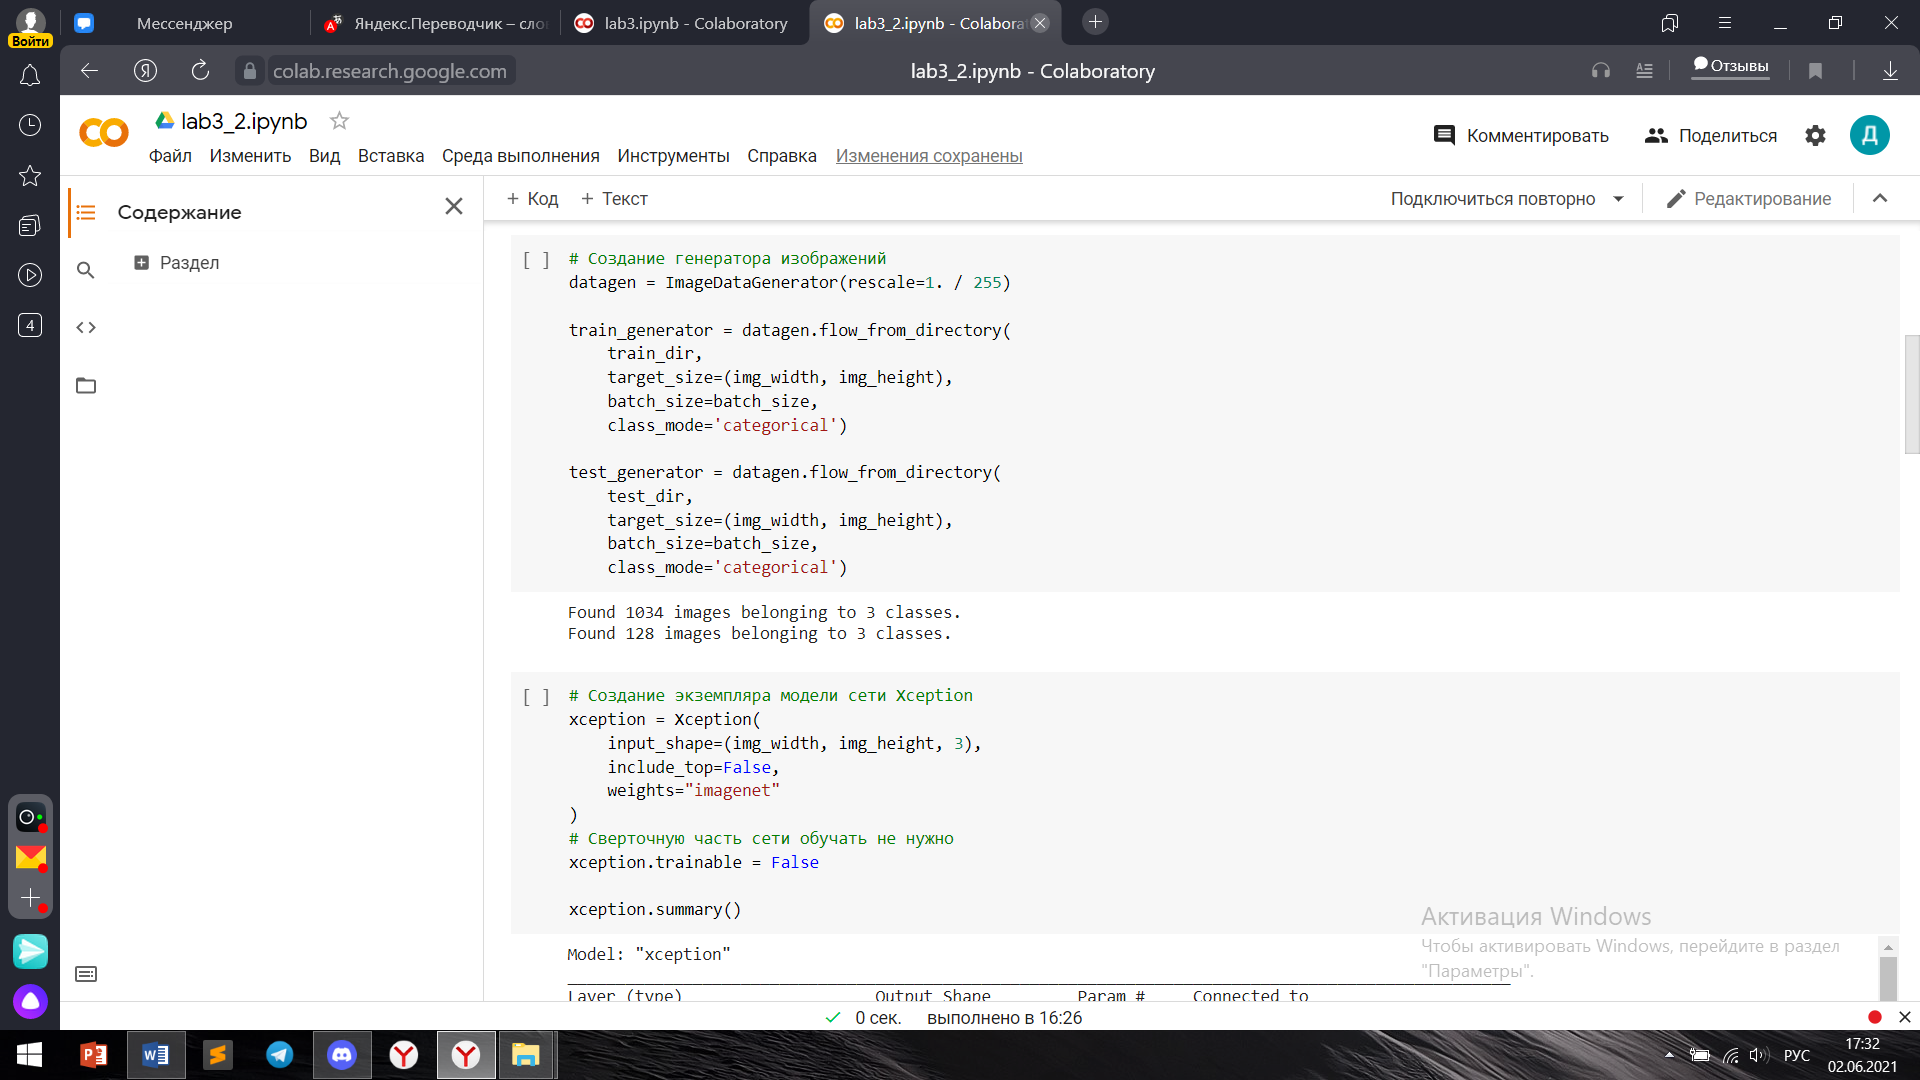 Войти
Мессенджер
Яндекс.Переводчик – сло
lab3.ipynb - Colaboratory
lab3_2.ipynb - Colabora
colab.research.google.com
lab3_2.ipynb - Colaboratory
Отзывы
lab3_2.ipynb
Файл Изменить Вид Вставка Среда выполнения Инструменты Справка Изменения сохранены
Комментировать
Поделиться
Д
Содержание
Раздел
4
+ Код + Текст
Подключиться повторно
Редактирование
[ ] # Создание генератора изображений
datagen = ImageDataGenerator(rescale=1. / 255)
train_generator = datagen.flow_from_directory(
train_dir,
target_size=(img_width, img_height),
batch_size=batch_size,
class_mode='categorical')
test_generator = datagen.flow_from_directory(
test_dir,
target_size=(img_width, img_height),
batch_size=batch_size,
class_mode='categorical')
Found 1034 images belonging to 3 classes.
Found 128 images belonging to 3 classes.
[ ] # Создание экземпляра модели сети Xception
xception = Xception(
input_shape=(img_width, img_height, 3),
include_top=False,
weights="imagenet"
)
# Сверточную часть сети обучать не нужно
xception.trainable = False
xception.summary()
Model: "xception"
Layer (type) Output Shape Param # Connected to
Активация Windows
Чтобы активировать Windows, перейдите в раздел
"Параметры".
0 сек. выполнено в 16:26
РУС
17:32
02.06.2021